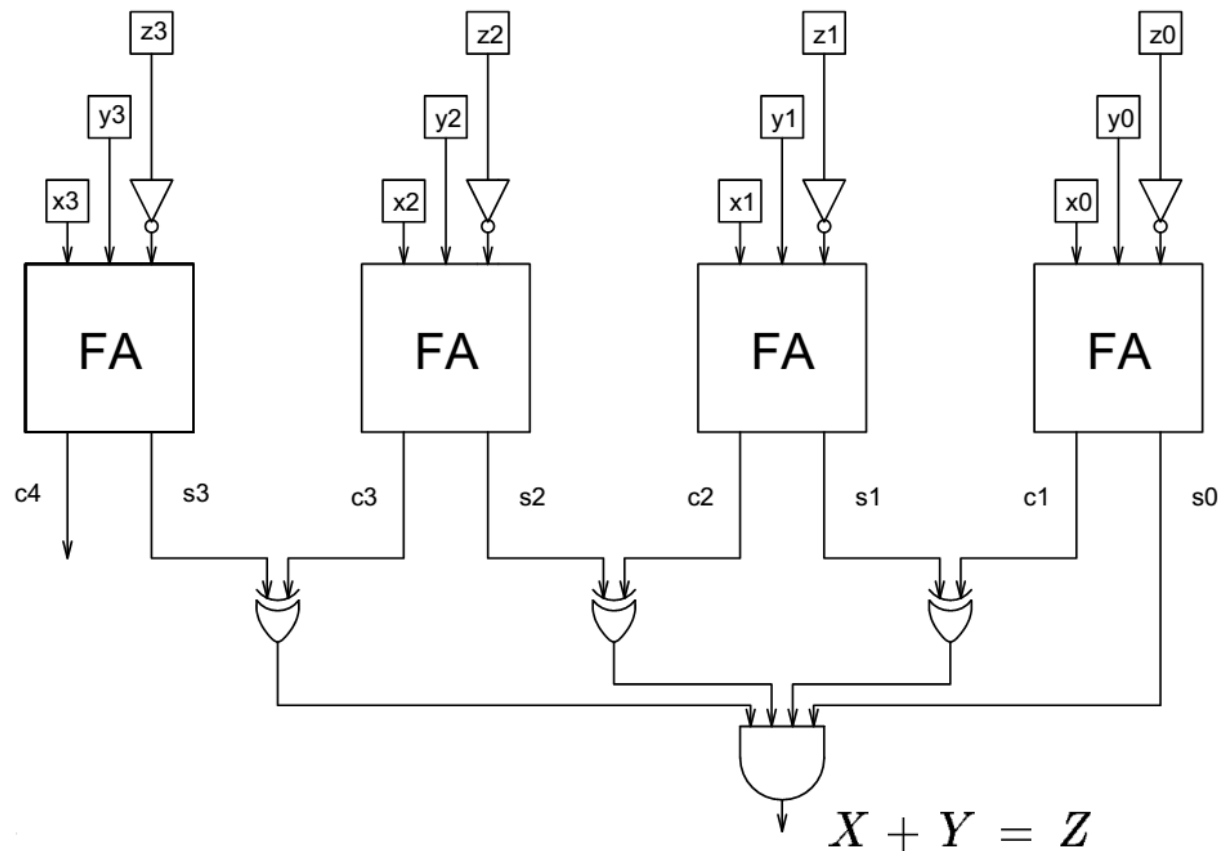 z3 z2 z1 z0
y3 y2 y1 y0
x3 x2 x1 x0
FA FA FA FA
c4 s3 c3 s2 c2 s1 c1 s0
X + Y = Z